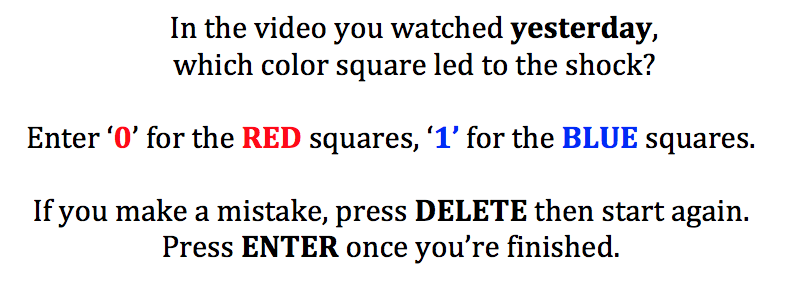 In the video you watched yesterday,
which color square led to the shock?
Enter ‘0’ for the RED squares, ‘1’ for the BLUE squares.
If you make a mistake, press DELETE then start again.
Press ENTER once you’re finished.